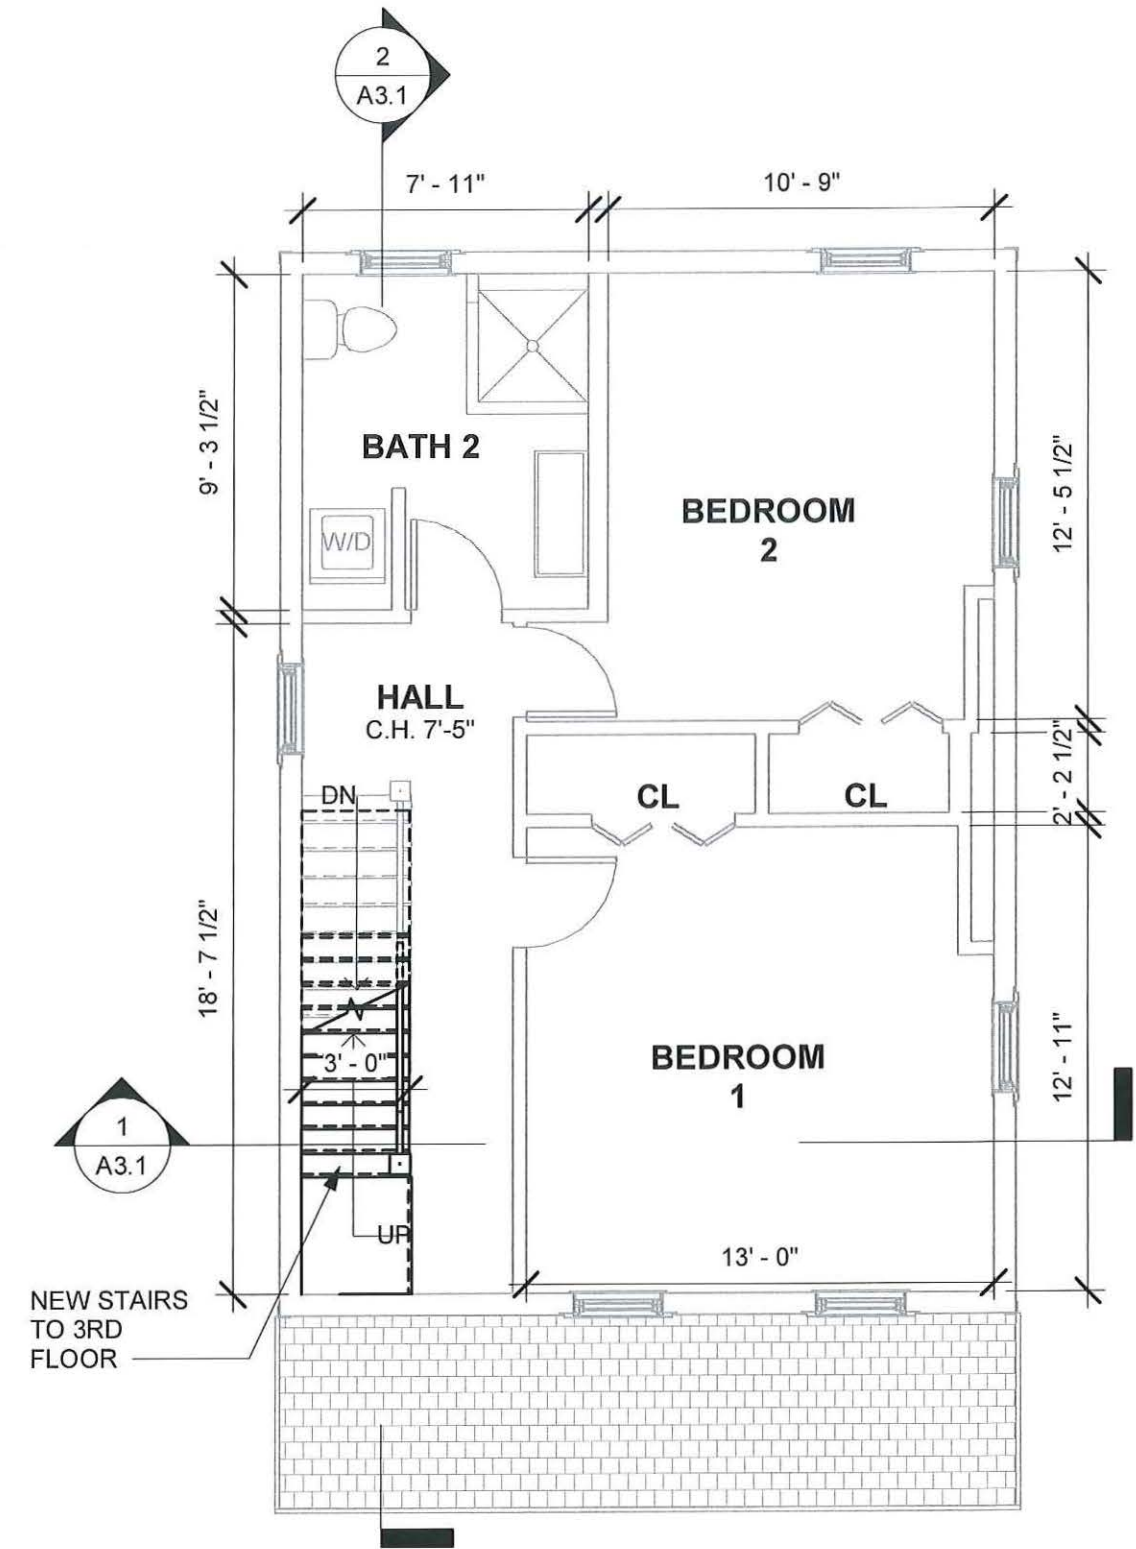 2
A3.1
7' - 11"
10' - 9"
9' - 3 1/2"
BATH 2
W/D
BEDROOM
2
12' - 5 1/2"
HALL
C.H. 7'-5"
DN
CL
CL
2' - 2 1/2"
18' - 7 1/2"
3' - 0"
BEDROOM
1
12' - 11"
1
A3.1
UP
13' - 0"
NEW STAIRS
TO 3RD
FLOOR